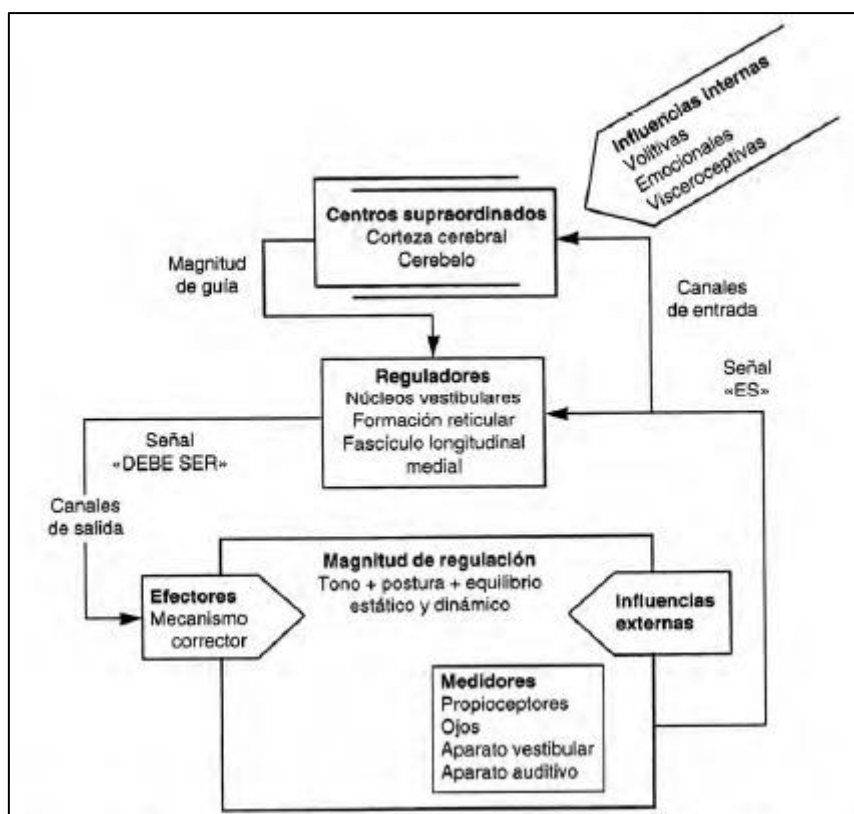 Influencias internas
Volitivas
Emocionales
Visceroceptivas
Centros supraordinados
Corteza cerebral
Cerebelo
Magnitud
de guía
Canales
de entrada
Señal
«ES»
Reguladores
Núcleos vestibulares
Formación reticular
Fascículo longitudinal
medial
Señal
«DEBE SER»
Canales
de salida
Magnitud de regulación
Tono + postura + equilibrio
estático y dinámico
Efectores
Mecanismo
corrector
Influencias
externas
Medidores
Propioceptores
Ojos
Aparato vestibular
Aparato auditivo